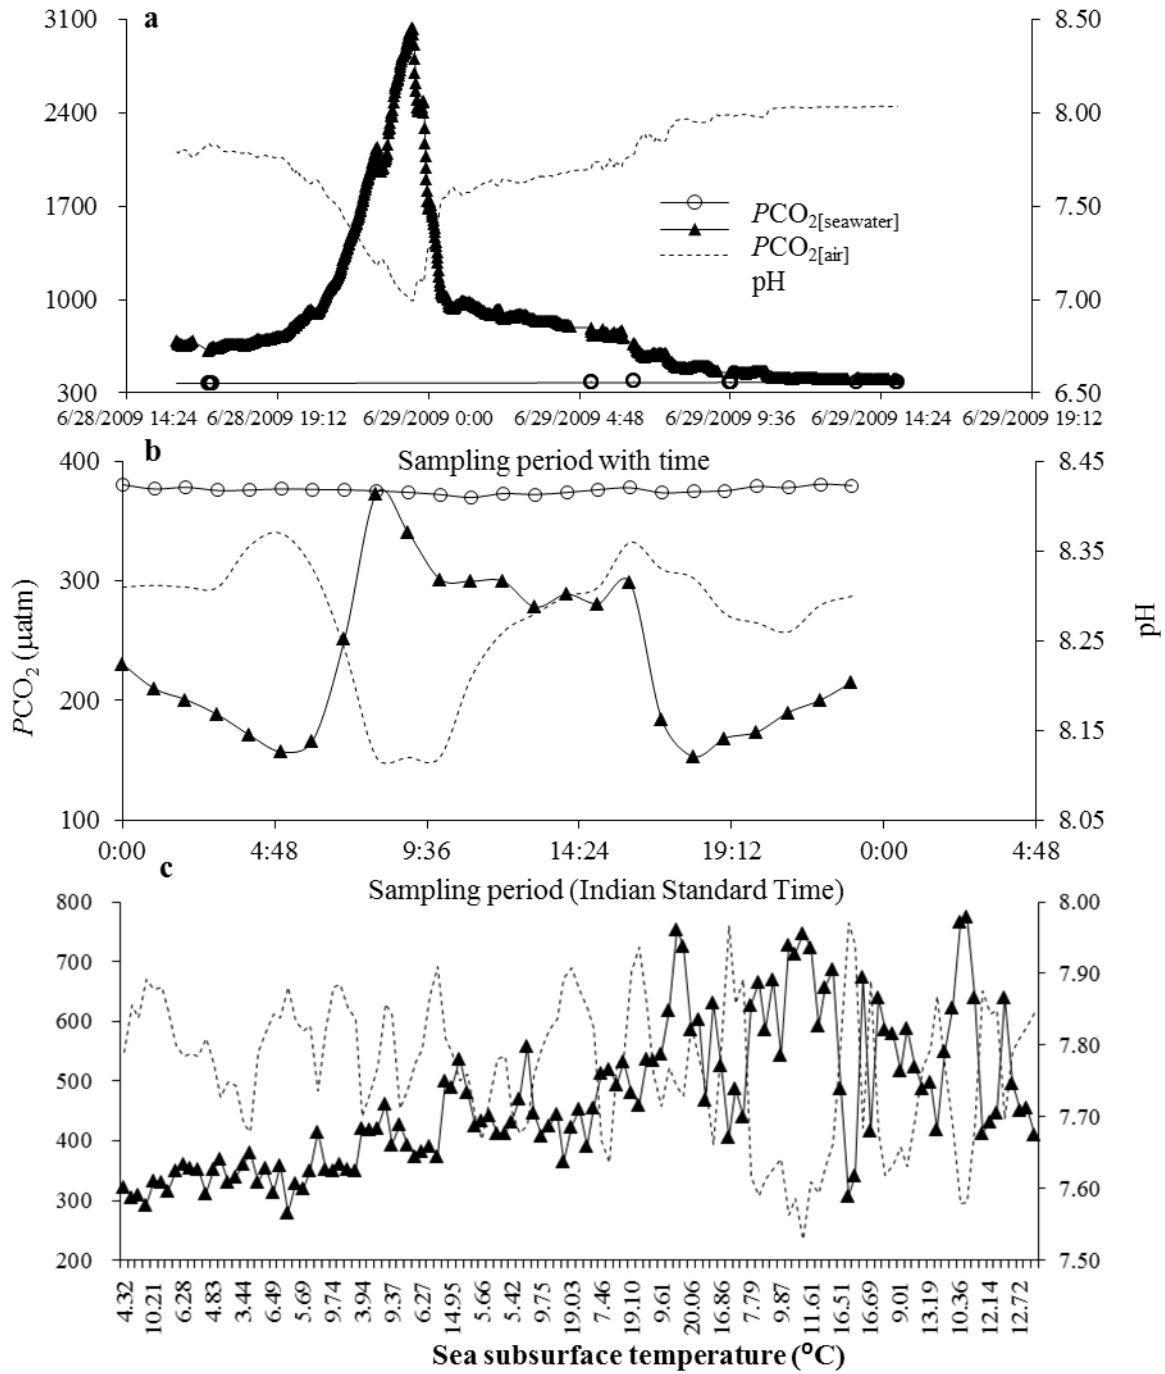 a
3100
2400
1700
1000
300
8.50
8.00
7.50
7.00
6.50
PCO2[seawater]
PCO2[air]
pH
6/28/2009 14:24 6/28/2009 19:12 6/29/2009 0:00 6/29/2009 4:48 6/29/2009 9:36 6/29/2009 14:24 6/29/2009 19:12
Sampling period with time
b
400
300
200
100
PCO2 (µatm)
8.45
8.35
8.25
8.15
8.05
pH
0:00 4:48 9:36 14:24 19:12 0:00 4:48
Sampling period (Indian Standard Time)
c
800
700
600
500
400
300
200
8.00
7.90
7.80
7.70
7.60
7.50
4.32 10.21 6.28 4.83 3.44 6.49 5.69 9.74 3.94 9.37 6.27 14.95 5.66 5.42 9.75 19.03 7.46 19.10 9.61 20.06 16.86 7.79 9.87 11.61 16.51 16.69 9.01 13.19 10.36 12.14 12.72
Sea subsurface temperature (°C)